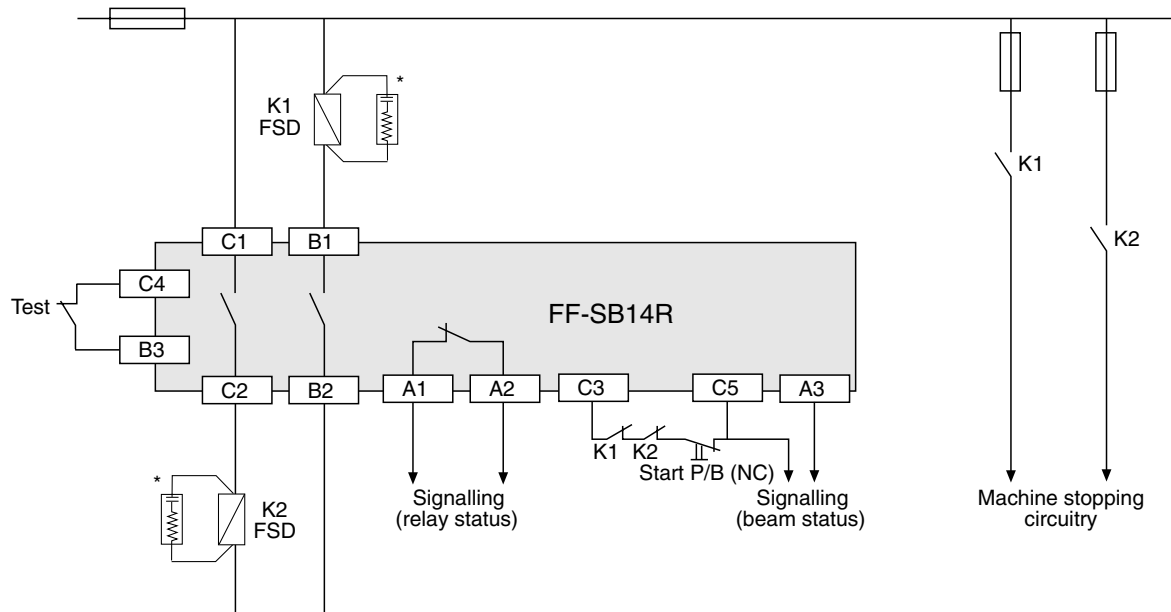 *
K1
FSD
K1
K2
C1
B1
C4
Test
FF-SB14R
B3
C2
B2
A1
A2
C3
C5
A3
K1
K2
Start P/B (NC)
*
K2
FSD
Signalling
(relay status)
Signalling
(beam status)
Machine stopping
circuitry